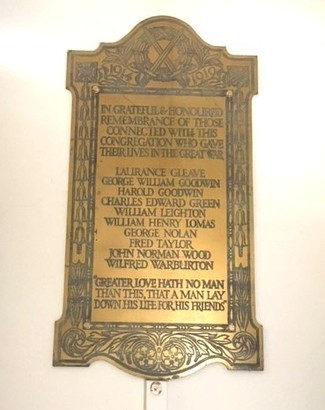 1914 1919
IN GRATEFUL & HONOURED
REMEMBRANCE OF THOSE
CONNECTED WITH THIS
CONGREGATION WHO GAVE
THEIR LIVES IN THE GREAT WAR
LAURANCE GLEAVE
GEORGE WILLIAM GOODWIN
HAROLD GOODWIN
CHARLES EDWARD GREEN
WILLIAM LEIGHTON
WILLIAM HENRY LOMAS
GEORGE NOLAN
FRED TAYLOR
JOHN NORMAN WOOD
WILFRED WARBURTON
"GREATER LOVE HATH NO MAN
THAN THIS, THAT A MAN LAY
DOWN HIS LIFE FOR HIS FRIENDS"